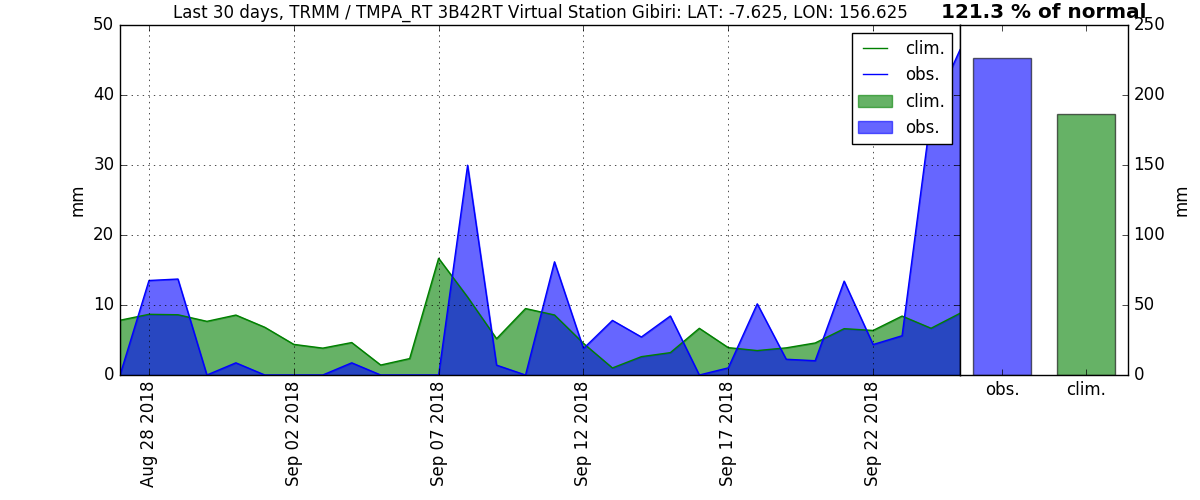 Last 30 days, TRMM / TMPA_RT 3B42RT Virtual Station Gibiri: LAT: -7.625, LON: 156.625
121.3 % of normal
50
40
30
20
10
0
mm
clim.
obs.
clim.
obs.
250
200
150
100
50
0
mm
obs.
clim.
Aug 28 2018
Sep 02 2018
Sep 07 2018
Sep 12 2018
Sep 17 2018
Sep 22 2018